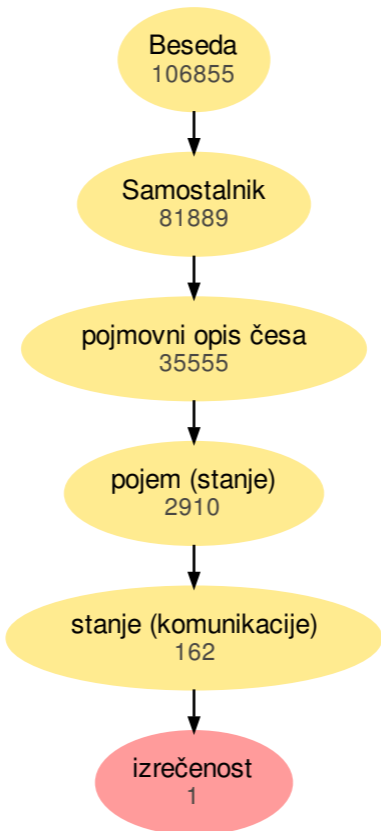 Beseda
106855
Samostalnik
81889
pojmovni opis česa
35555
pojem (stanje)
2910
stanje (komunikacije)
162
izrečenost
1